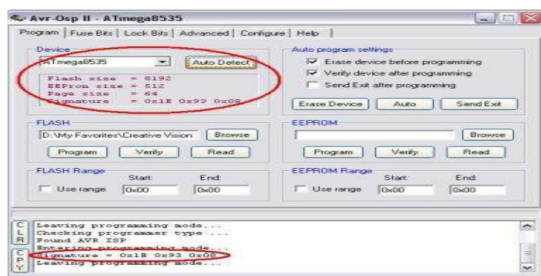 Avr-Osp II - ATmega8535
Program Fuse Bits Lock Bits Advanced Configure Help
Device
ATmega8535 Auto Detect
Flash size = 8192
EEProm size = 512
Page size = 64
Signature = 0x1E 0x93 0x08
Auto program settings
Erase device before programming
Verify device after programming
Send Exit after programming
Erase Device Auto Send Exit
FLASH
D:\My Favorites\Creative Vision Browse
Program Verify Read
EEPROM
Browse
Program Verify Read
FLASH Range
Start: End:
Use range 0x00 0x00
EEPROM Range
Start: End:
Use range 0x00 0x00
CLR
CPY
Leaving programming mode...
Checking programmer type...
Found AVR ISP
Entering programming mode...
Signature = 0x1E 0x93 0x08
Leaving programming mode...